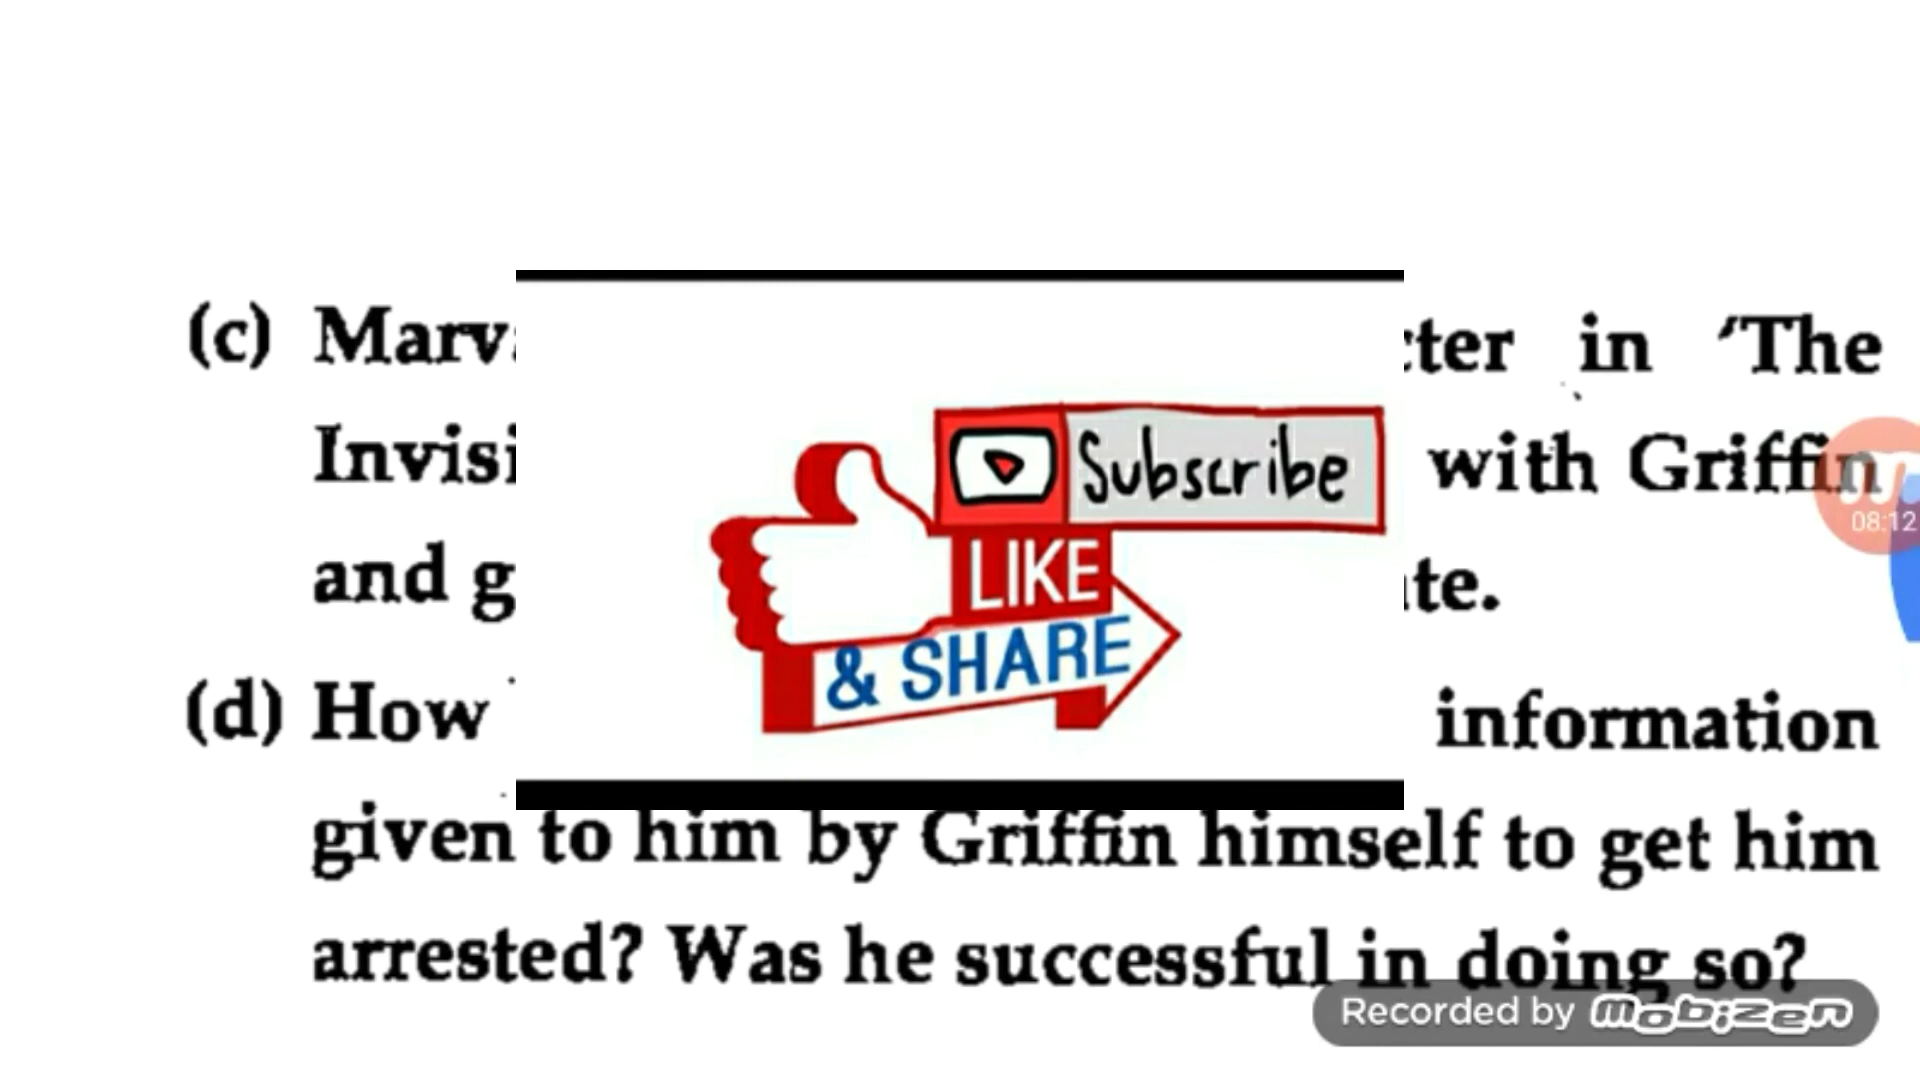 (c) Marv cter in ‘The
Invisi with Griffin
and g te.
(d) How information
given to him by Griffin himself to get him
arrested? Was he successful in doing so?
Subscribe
LIKE
& SHARE
08:12
Recorded by mobizen